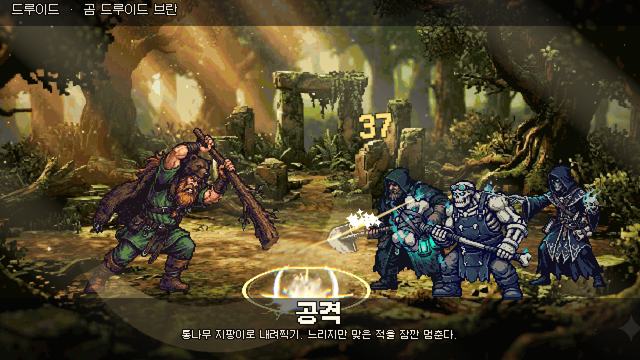 드루이드 · 곰 드루이드 브란
37
공격
통나무 지팡이로 내려찍기. 느리지만 맞은 적을 잠깐 멈춘다.